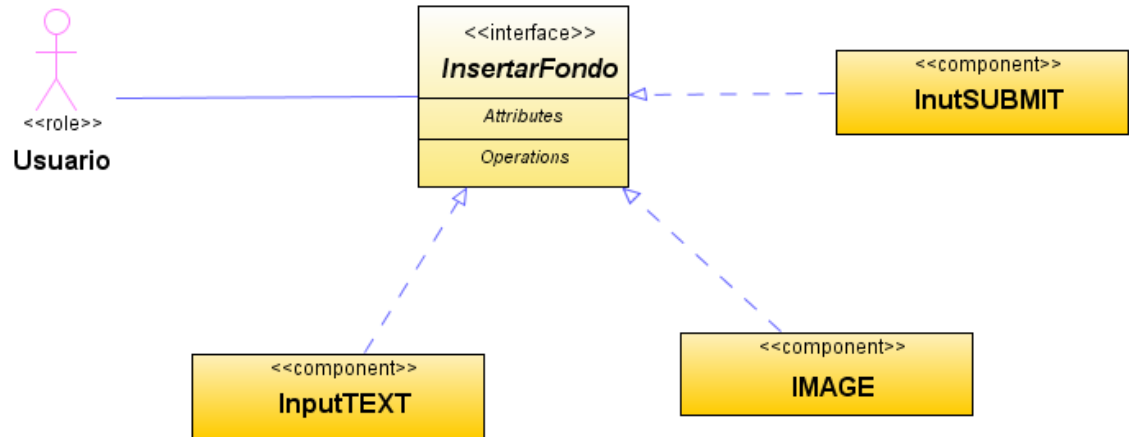 <<interface>>
InsertarFondo
Attributes
Operations
<<role>>
Usuario
<<component>>
InutSUBMIT
<<component>>
InputTEXT
<<component>>
IMAGE